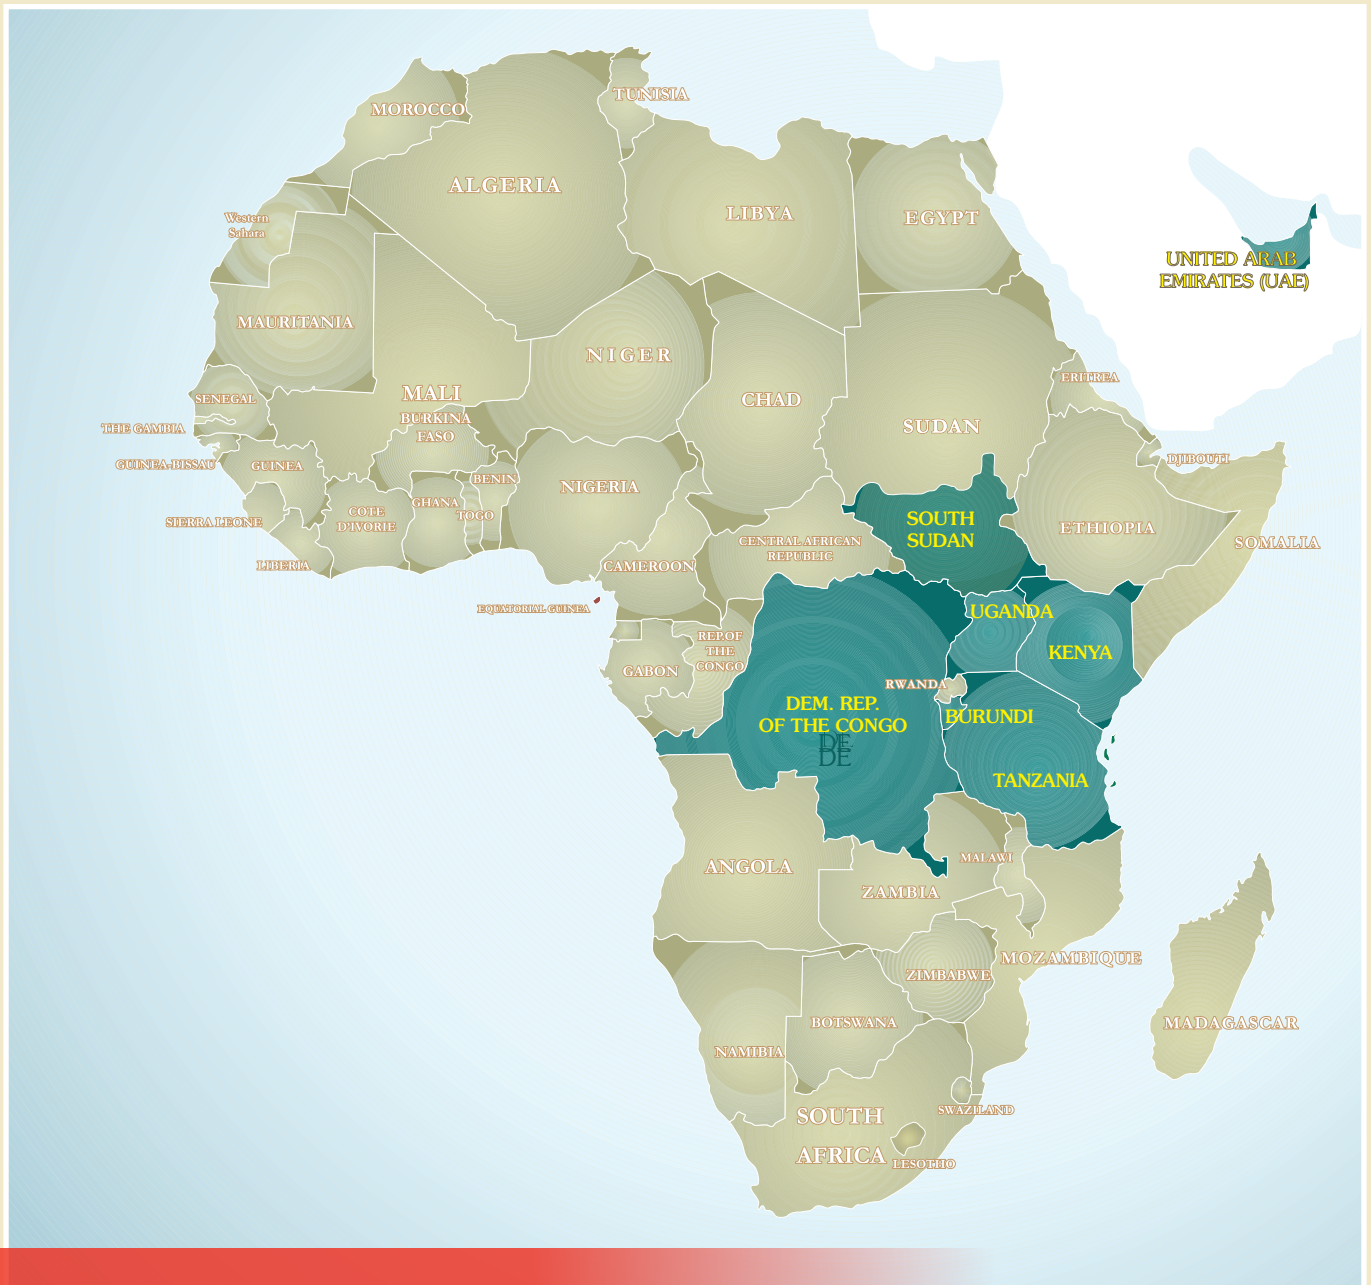 TUNISIA
MOROCCO
ALGERIA
LIBYA
EGYPT
Western
Sahara
UNITED ARAB
EMIRATES (UAE)
MAURITANIA
NIGER
MALI
CHAD
ERITREA
SENEGAL
BURKINA
FASO
SUDAN
THE GAMBIA
GUINEA-BISSAU
GUINEA
BENIN
NIGERIA
DJIBOUTI
GHANA
TOGO
COTE
D'IVORIE
SIERRA LEONE
SOUTH
SUDAN
ETHIOPIA
SOMALIA
CENTRAL AFRICAN
REPUBLIC
LIBERIA
CAMEROON
EQUATORIAL GUINEA
UGANDA
REP.OF
THE
CONGO
KENYA
GABON
RWANDA
DEM. REP.
OF THE CONGO
BURUNDI
DE.
DE
TANZANIA
ANGOLA
MALAWI
ZAMBIA
MOZAMBIQUE
ZIMBABWE
BOTSWANA
MADAGASCAR
NAMIBIA
SWAZILAND
SOUTH
AFRICA
LESOTHO